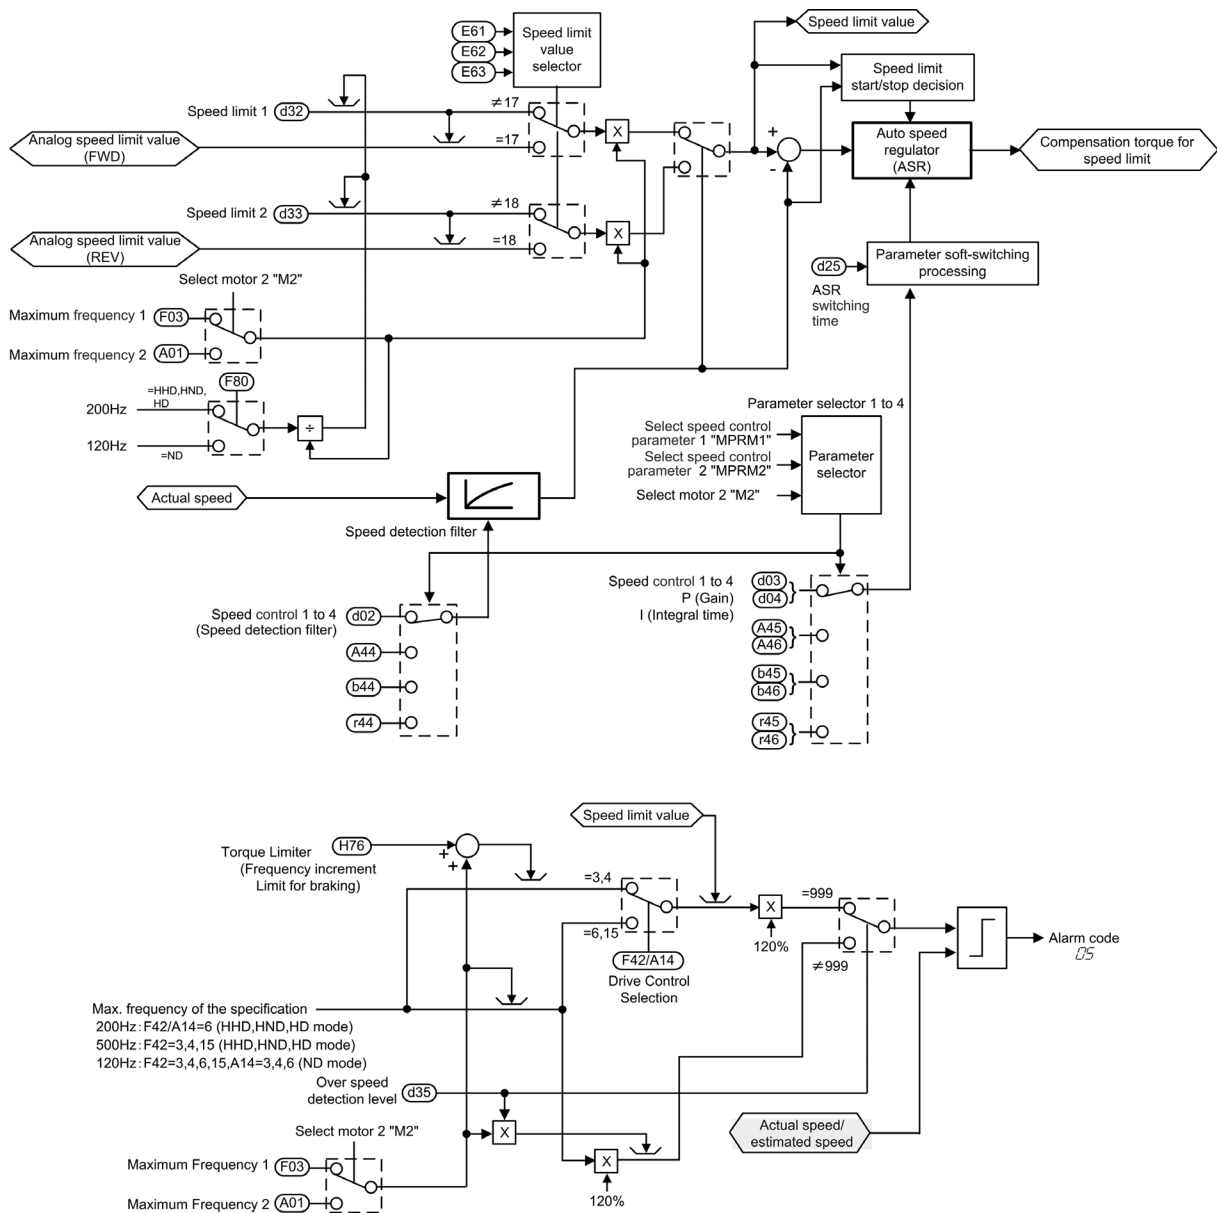 Speed limit value
E61
E62
E63
Speed limit
value
selector
Speed limit
start/stop decision
Speed limit 1
d32
≠17
=17
Analog speed limit value
(FWD)
X
+
-
Auto speed
regulator
(ASR)
Compensation torque for
speed limit
Speed limit 2
d33
≠18
=18
Analog speed limit value
(REV)
X
d25
ASR
switching
time
Parameter soft-switching
processing
Select motor 2 "M2"
Maximum frequency 1
F03
Maximum frequency 2
A01
F80
=HHD,HND,
HD
200Hz
120Hz
=ND
÷
Parameter selector 1 to 4
Select speed control
parameter 1 "MPRM1"
Select speed control
parameter 2 "MPRM2"
Select motor 2 "M2"
Parameter
selector
Actual speed
Speed detection filter
Speed control 1 to 4
P (Gain)
I (Integral time)
d03
d04
}
A45
A46
}
b45
b46
}
r45
r46
}
Speed control 1 to 4
(Speed detection filter)
d02
A44
b44
r44
Speed limit value
Torque Limiter
(Frequency increment
Limit for braking)
H76
+
+
=3,4
=6,15
F42/A14
Drive Control
Selection
X
120%
=999
≠999
Alarm code
OS
Max. frequency of the specification
200Hz:F42/A14=6 (HHD,HND,HD mode)
500Hz:F42=3,4,15 (HHD,HND,HD mode)
120Hz:F42=3,4,6,15,A14=3,4,6 (ND mode)
Over speed
detection level
d35
X
X
120%
Actual speed/
estimated speed
Select motor 2 "M2"
Maximum Frequency 1
F03
Maximum Frequency 2
A01